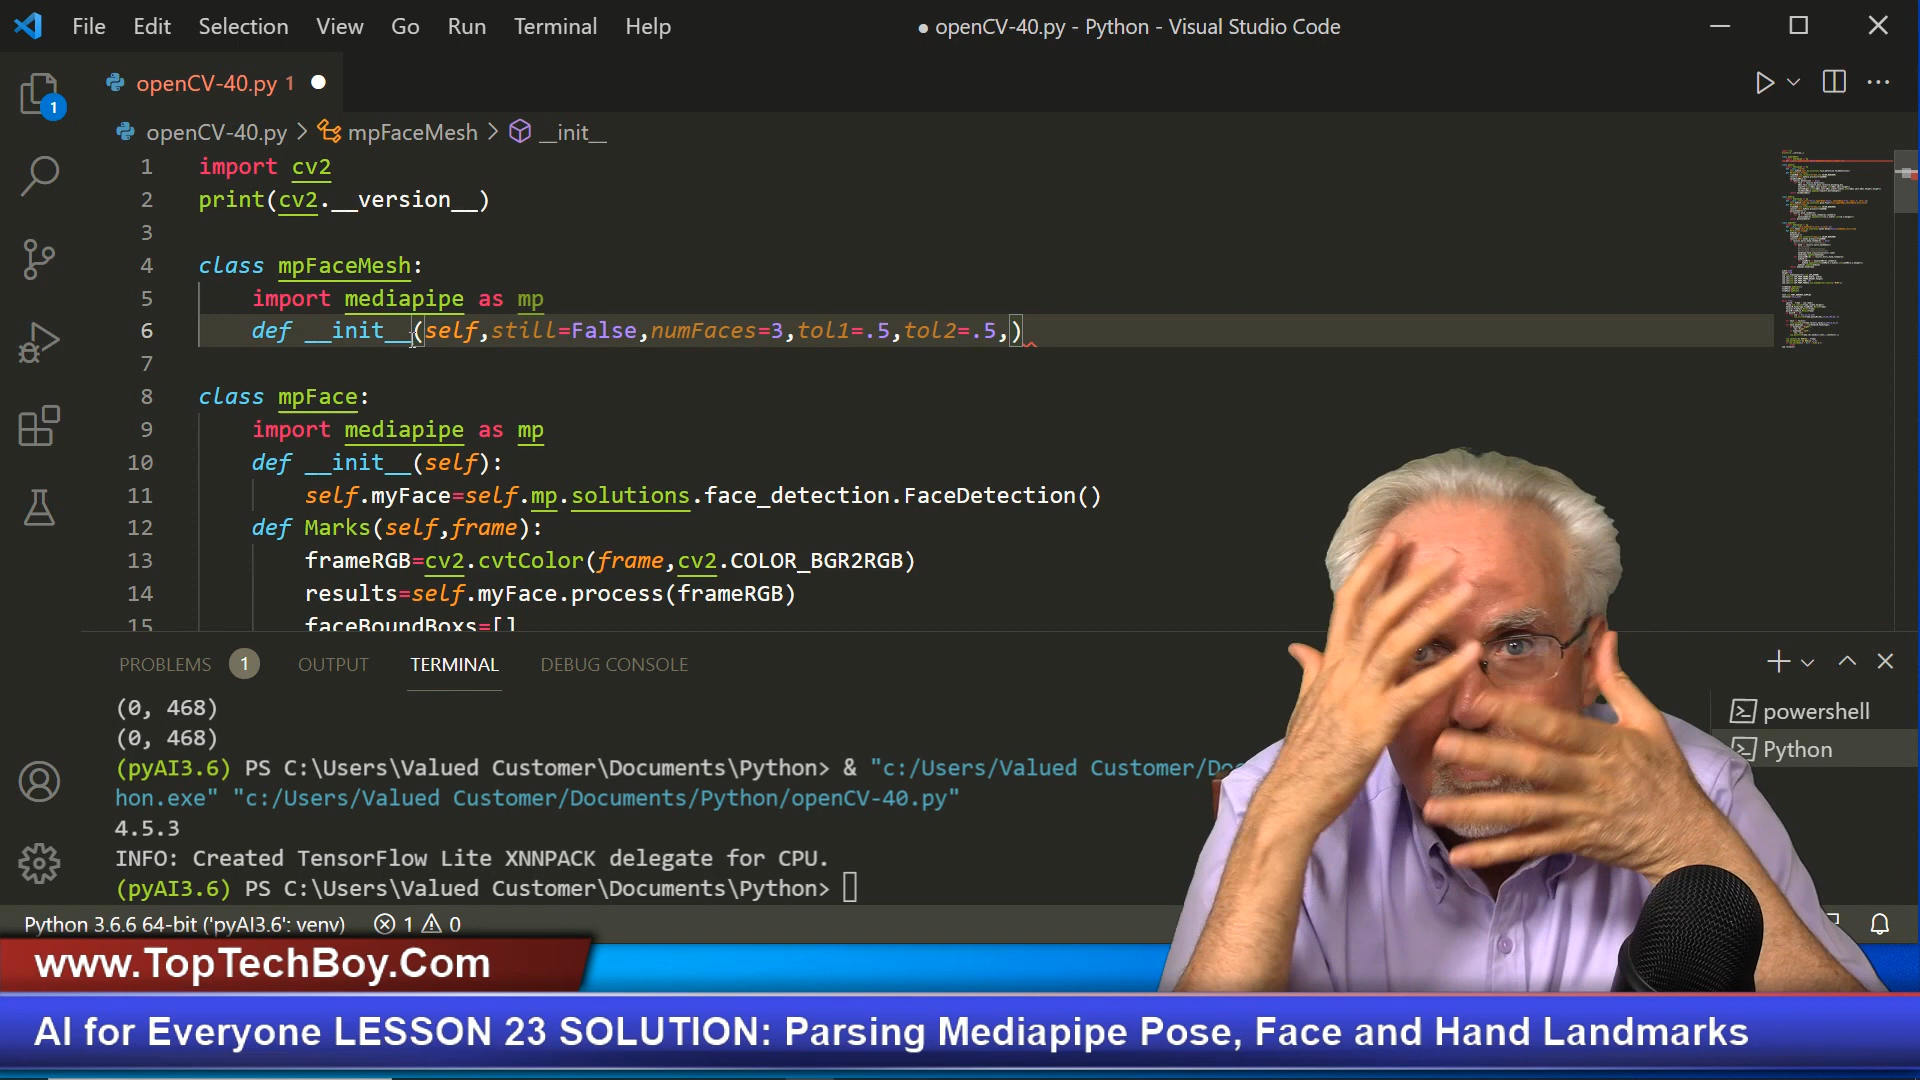 File Edit Selection View Go Run Terminal Help
● openCV-40.py - Python - Visual Studio Code
openCV-40.py 1
1
openCV-40.py > mpFaceMesh > __init__
1 import cv2
2 print(cv2.__version__)
3
4 class mpFaceMesh:
5 import mediapipe as mp
6 def __init__(self,still=False,numFaces=3,tol1=.5,tol2=.5,)
7
8 class mpFace:
9 import mediapipe as mp
10 def __init__(self):
11 self.myFace=self.mp.solutions.face_detection.FaceDetection()
12 def Marks(self,frame):
13 frameRGB=cv2.cvtColor(frame,cv2.COLOR_BGR2RGB)
14 results=self.myFace.process(frameRGB)
15 faceBoundBoxs=[]
PROBLEMS 1 OUTPUT TERMINAL DEBUG CONSOLE
(0, 468)
(0, 468)
(pyAI3.6) PS C:\Users\Valued Customer\Documents\Python> & "c:/Users/Valued Customer/Do
hon.exe" "c:/Users/Valued Customer/Documents/Python/openCV-40.py"
4.5.3
INFO: Created TensorFlow Lite XNNPACK delegate for CPU.
(pyAI3.6) PS C:\Users\Valued Customer\Documents\Python>
powershell
Python
Python 3.6.6 64-bit ('pyAI3.6': venv) 1 0
www.TopTechBoy.Com
AI for Everyone LESSON 23 SOLUTION: Parsing Mediapipe Pose, Face and Hand Landmarks